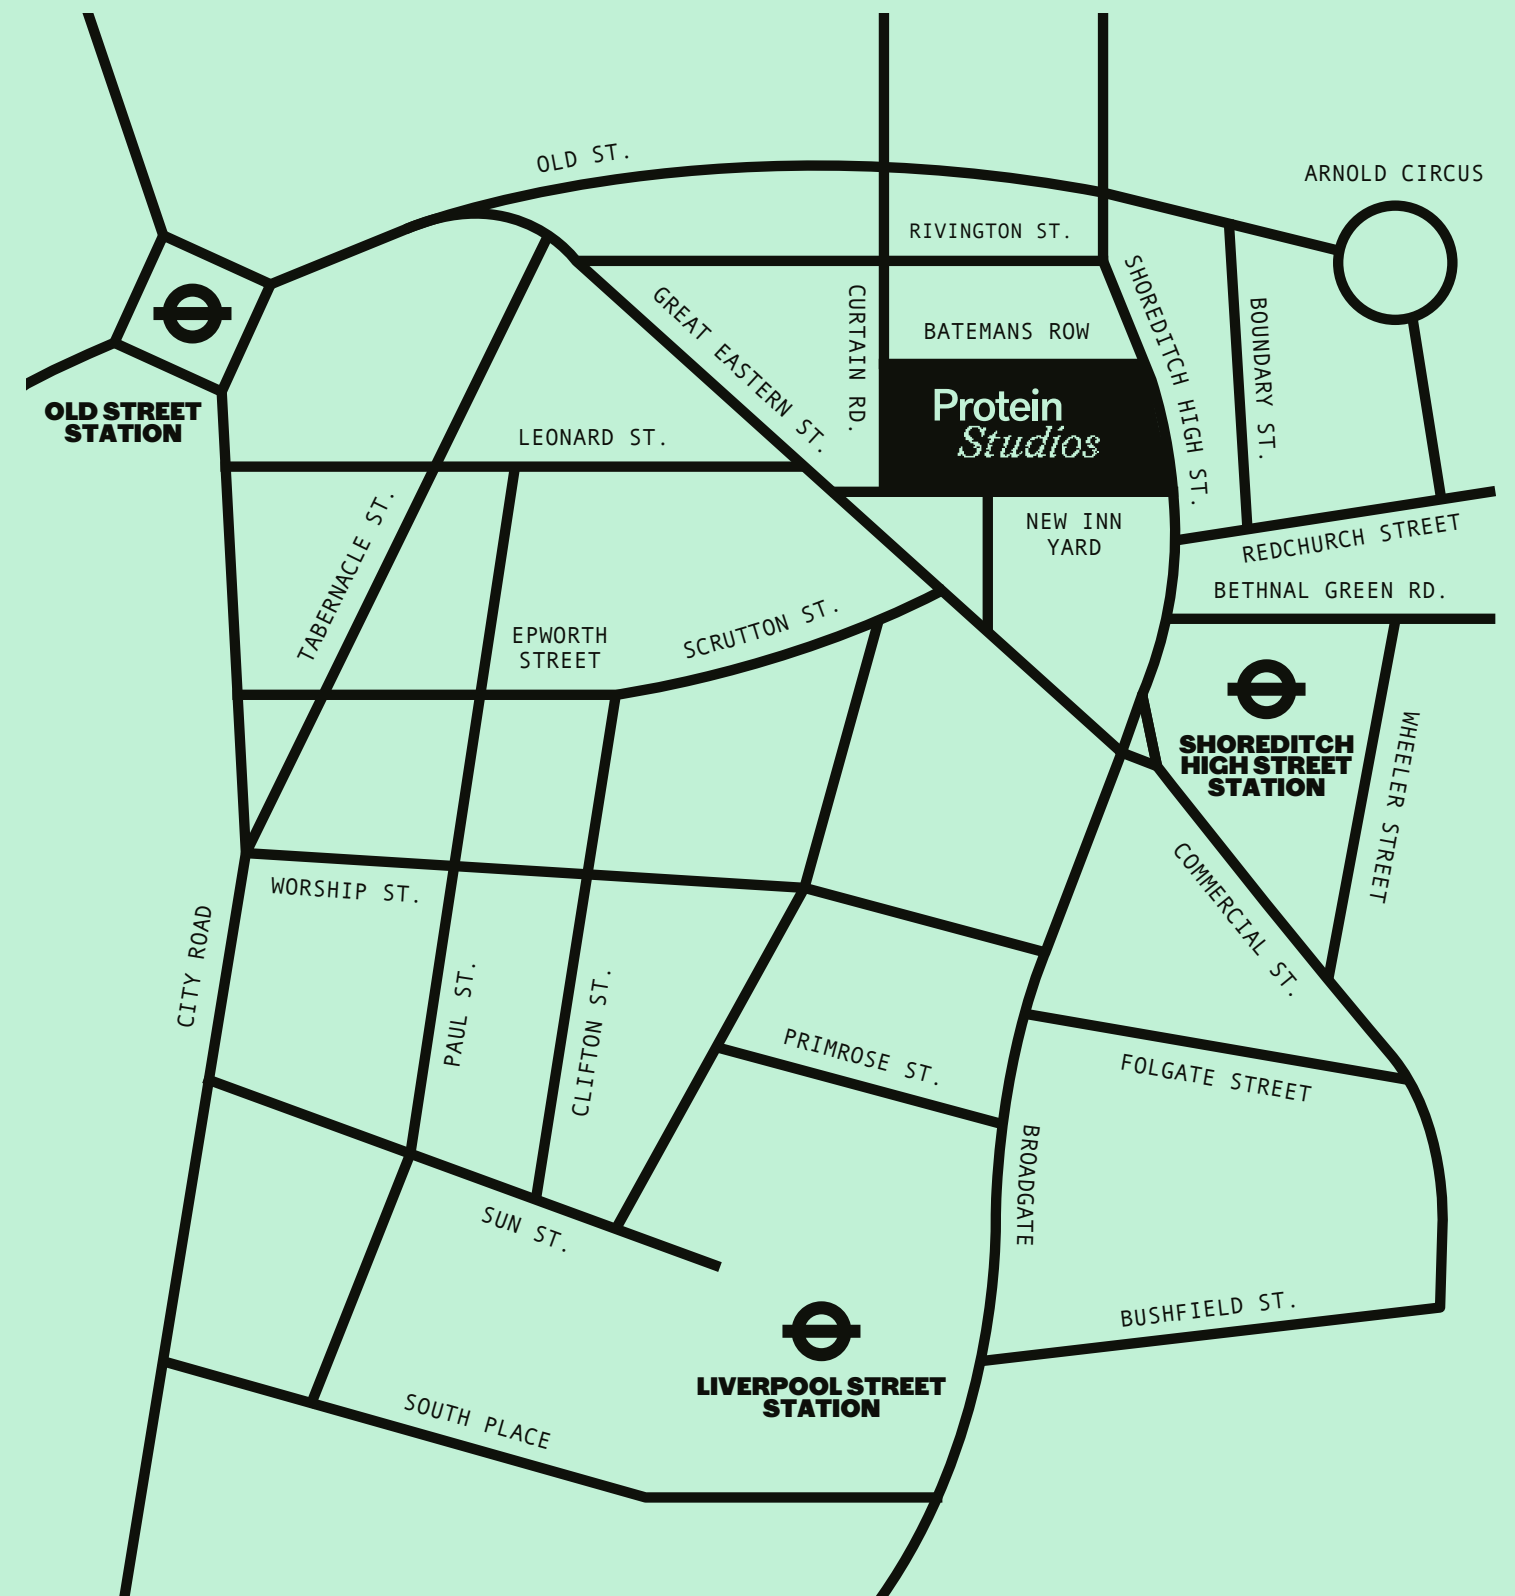 OLD ST.
ARNOLD CIRCUS
RIVINGTON ST.
SHOREDITCH HIGH ST.
GREAT EASTERN ST.
CURTAIN RD.
BOUNDARY ST.
BATEMANS ROW
Protein
Studios
OLD STREET
STATION
LEONARD ST.
TABERNACLE ST.
NEW INN
YARD
REDCHURCH STREET
BETHNAL GREEN RD.
EPWORTH
STREET
SCRUTTON ST.
SHOREDITCH
HIGH STREET
STATION
WHEELER STREET
COMMERCIAL ST.
WORSHIP ST.
CITY ROAD
PAUL ST.
CLIFTON ST.
PRIMROSE ST.
FOLGATE STREET
BROADGATE
SUN ST.
BUSHFIELD ST.
LIVERPOOL STREET
STATION
SOUTH PLACE